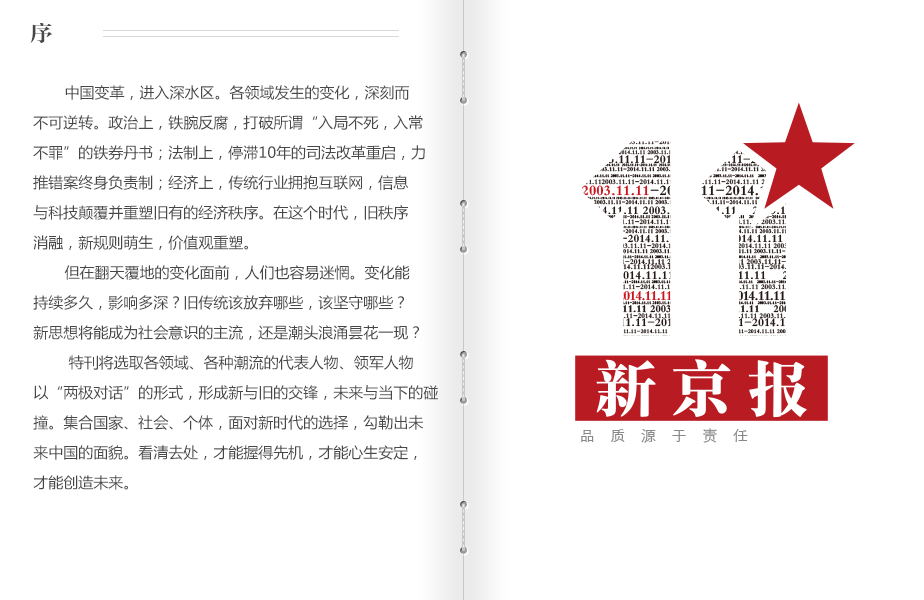 序
中国变革，进入深水区。各领域发生的变化，深刻而
不可逆转。政治上，铁腕反腐，打破所谓“入局不死，入常
不罪”的铁券丹书；法制上，停滞10年的司法改革重启，力
推错案终身负责制；经济上，传统行业拥抱互联网，信息
与科技颠覆并重塑旧有的经济秩序。在这个时代，旧秩序
消融，新规则萌生，价值观重塑。
但在翻天覆地的变化面前，人们也容易迷惘。变化能
持续多久，影响多深？旧传统该放弃哪些，该坚守哪些？
新思想将能成为社会意识的主流，还是潮头浪涌昙花一现？
特刊将选取各领域、各种潮流的代表人物、领军人物
以“两极对话”的形式，形成新与旧的交锋，未来与当下的碰
撞。集合国家、社会、个体，面对新时代的选择，勾勒出未
来中国的面貌。看清去处，才能握得先机，才能心生安定，
才能创造未来。
2003.11.11-20
11.11-2014.
014.11.11
新京报
品质源于责任